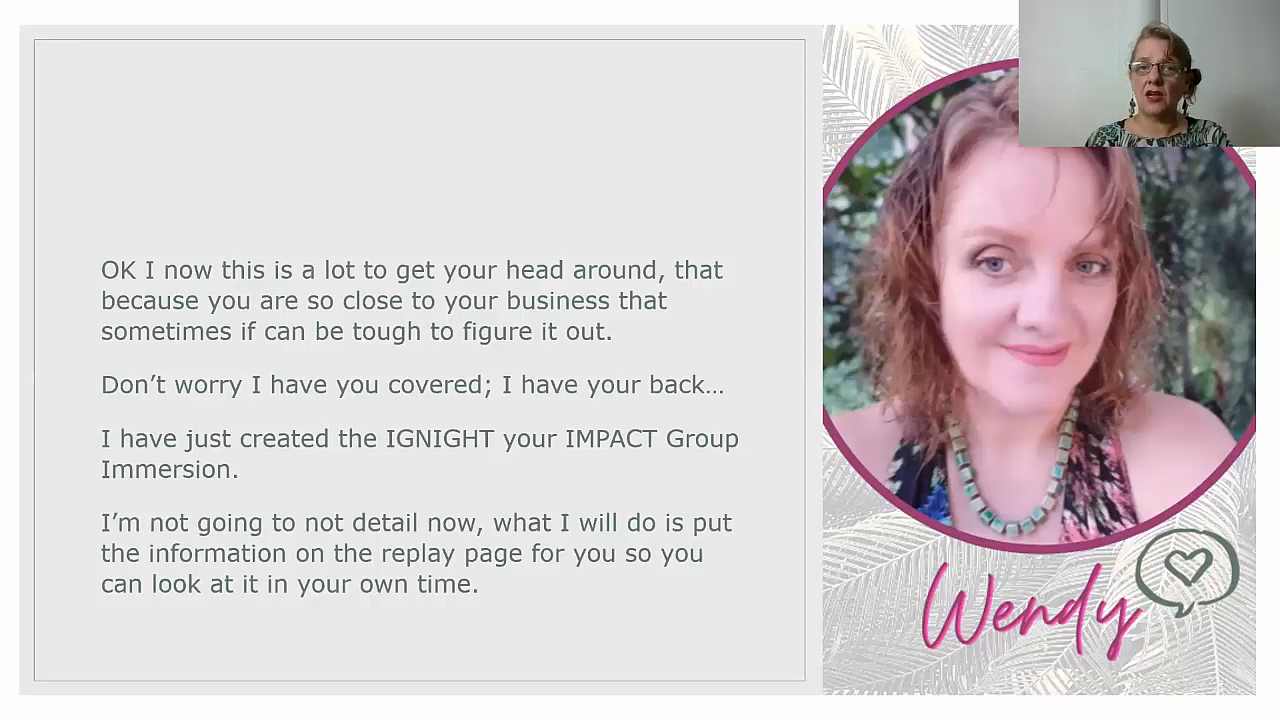 OK I now this is a lot to get your head around, that
because you are so close to your business that
sometimes if can be tough to figure it out.
Don’t worry I have you covered; I have your back…
I have just created the IGNIGHT your IMPACT Group
Immersion.
I’m not going to not detail now, what I will do is put
the information on the replay page for you so you
can look at it in your own time.
Wendy